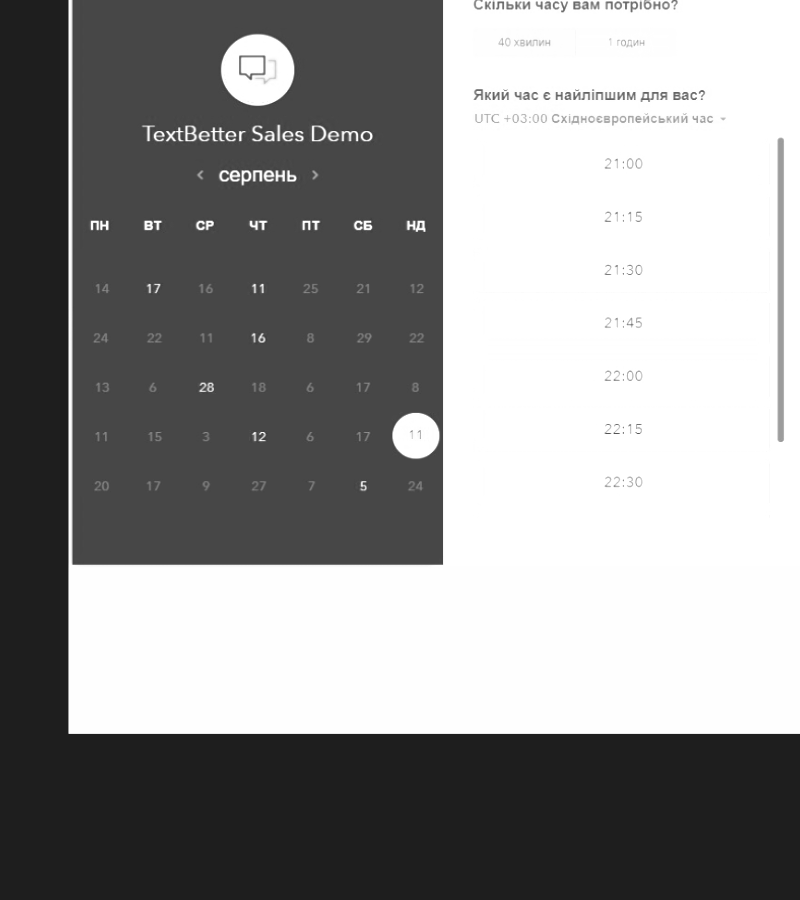 Скільки часу вам потрібно?
40 хвилин 1 годин
TextBetter Sales Demo
серпень
ПН ВТ СР ЧТ ПТ СБ НД
14 17 16 11 25 21 12
24 22 11 16 8 29 22
13 6 28 18 6 17 8
11 15 3 12 6 17 11
20 17 9 27 7 5 24
Який час є найліпшим для вас?
UTC +03:00 Східноєвропейський час
21:00
21:15
21:30
21:45
22:00
22:15
22:30